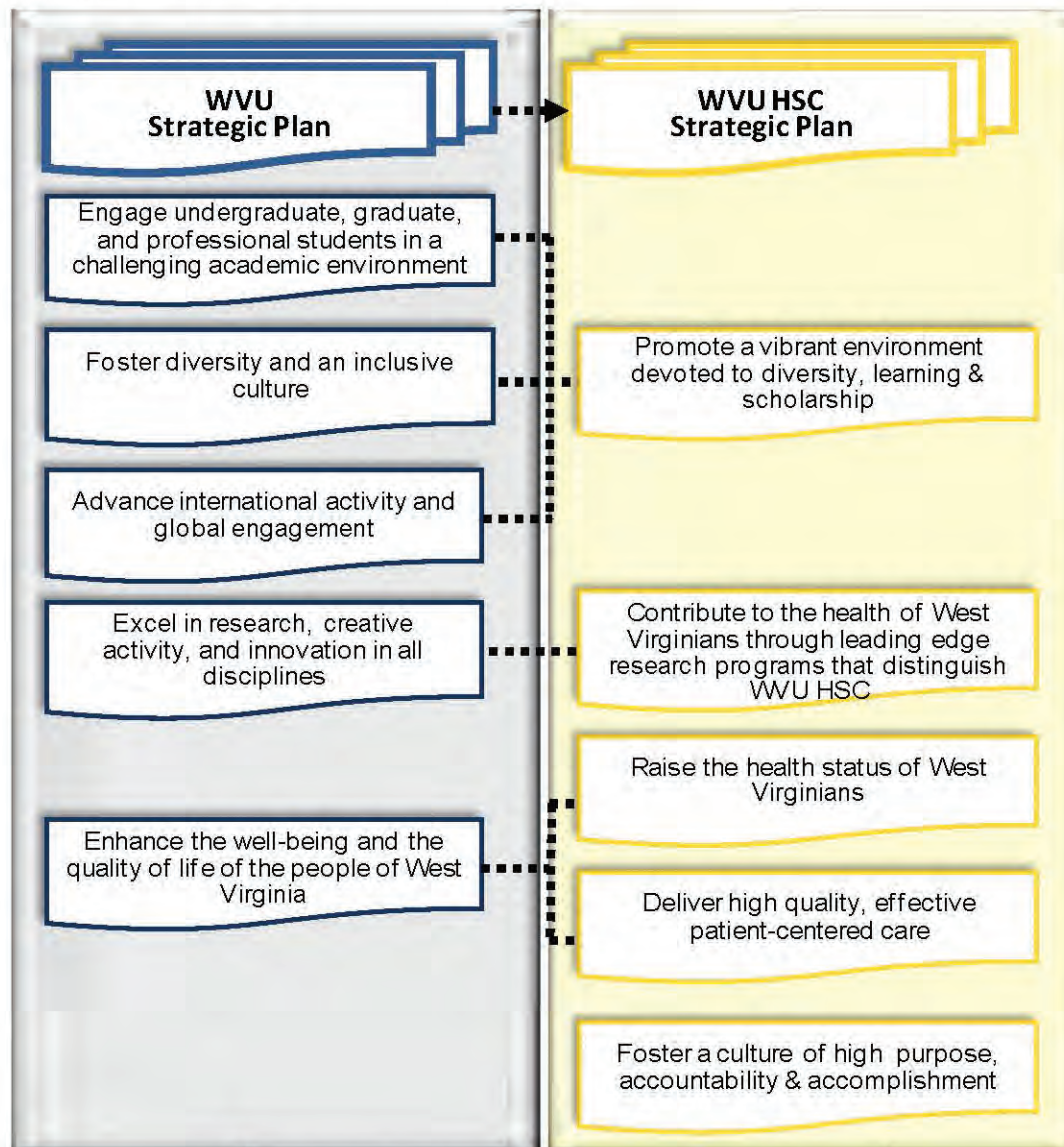 WVU
Strategic Plan
WVU HSC
Strategic Plan
Engage undergraduate, graduate,
and professional students in a
challenging academic environment
Foster diversity and an inclusive
culture
Promote a vibrant environment
devoted to diversity, learning &
scholarship
Advance international activity and
global engagement
Excel in research, creative
activity, and innovation in all
disciplines
Contribute to the health of West
Virginians through leading edge
research programs that distinguish
WVU HSC
Raise the health status of West
Virginians
Enhance the well-being and the
quality of life of the people of West
Virginia
Deliver high quality, effective
patient-centered care
Foster a culture of high purpose,
accountability & accomplishment